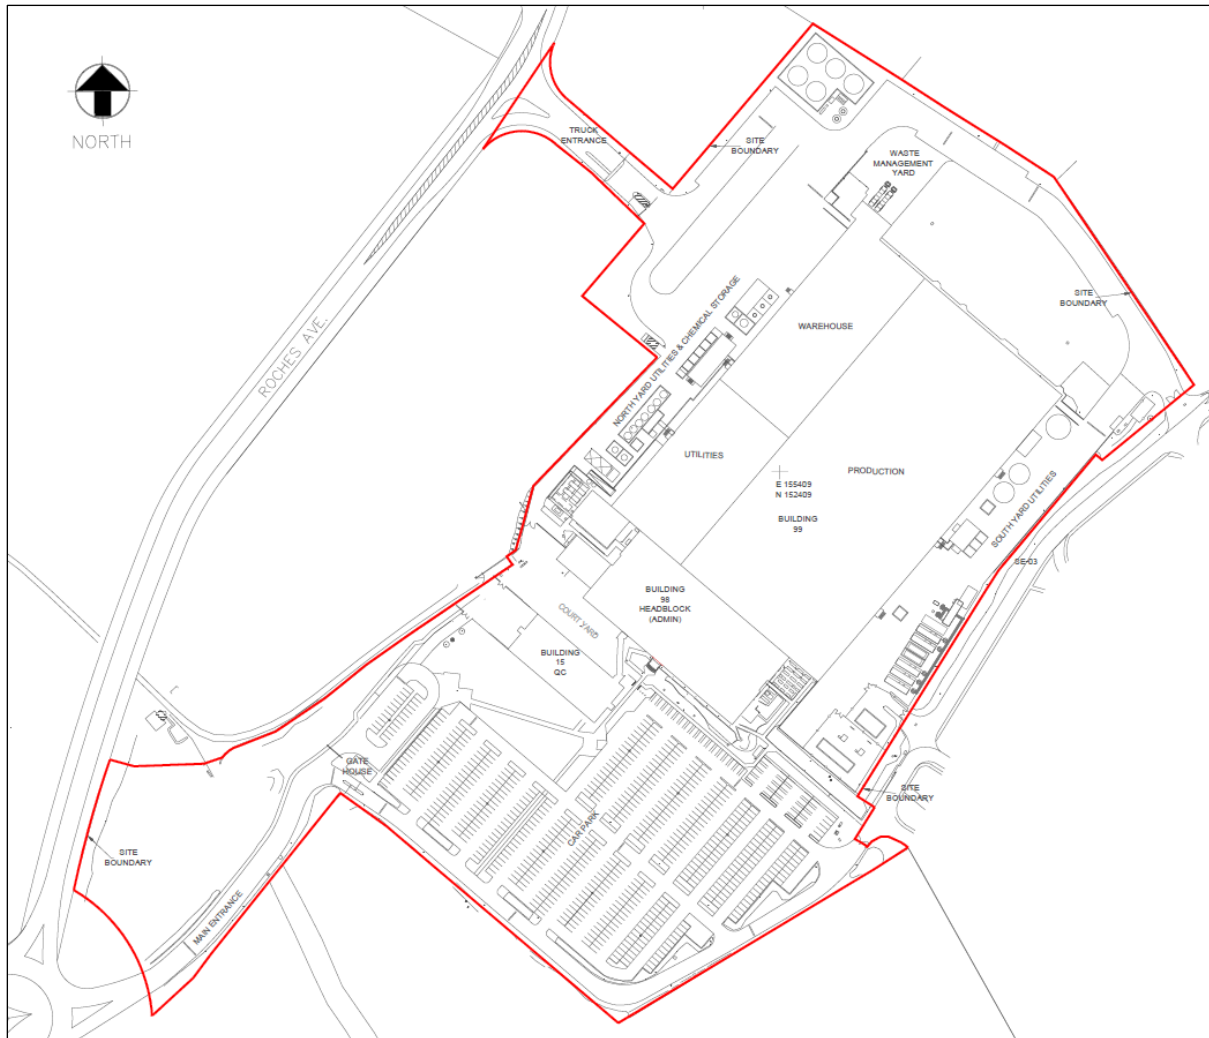 NORTH
TRUCK
ENTRANCE
SITE
BOUNDARY
WASTE
MANAGEMENT
YARD
SITE
BOUNDARY
ROCHES AVE.
NORTH YARD UTILITIES & CHEMICAL STORAGE
WAREHOUSE
UTILITIES
PRODUCTION
E 155409
N 152409
BUILDING
99
SOUTH YARD UTILITIES
SE-03
BUILDING
98
HEADBLOCK
(ADMIN)
COURT YARD
BUILDING
15
QC
GATE
HOUSE
SITE
BOUNDARY
CAR PARK
SITE
BOUNDARY
MAIN ENTRANCE